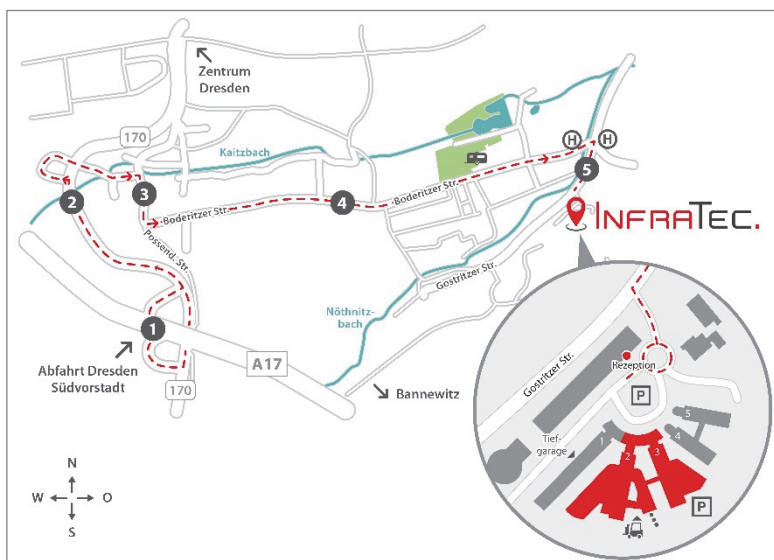 Zentrum
Dresden
170
Kaitzbach
H
H
2
3
5
4
Boderitzer Str.
Boderitzer Str.
INFRATEC.
Possend. Str.
Gostritzer Str.
Nöthnitz-
bach
1
A17
Abfahrt Dresden
Südvorstadt
170
Bannewitz
Gostritzer Str.
Rezeption
P
Tief-
garage
1
2
3
4
5
P
N
W
O
S